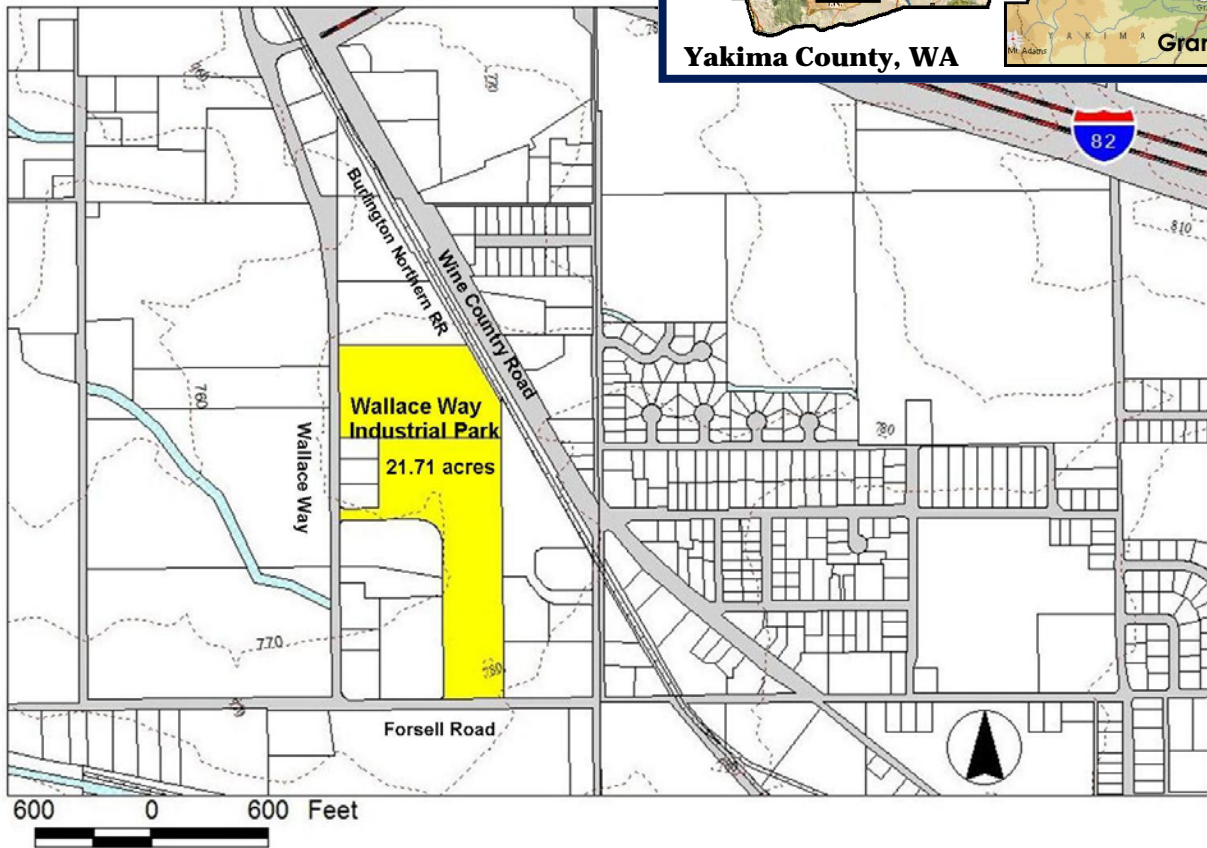 Yakima County, WA
Mt. Adams
Y A K I M A
Gran
82
770
810
Burlington Northern RR
Wine Country Road
760
Wallace Way
Industrial Park
21.71 acres
Wallace Way
780
770
780
Forsell Road
600 0 600 Feet